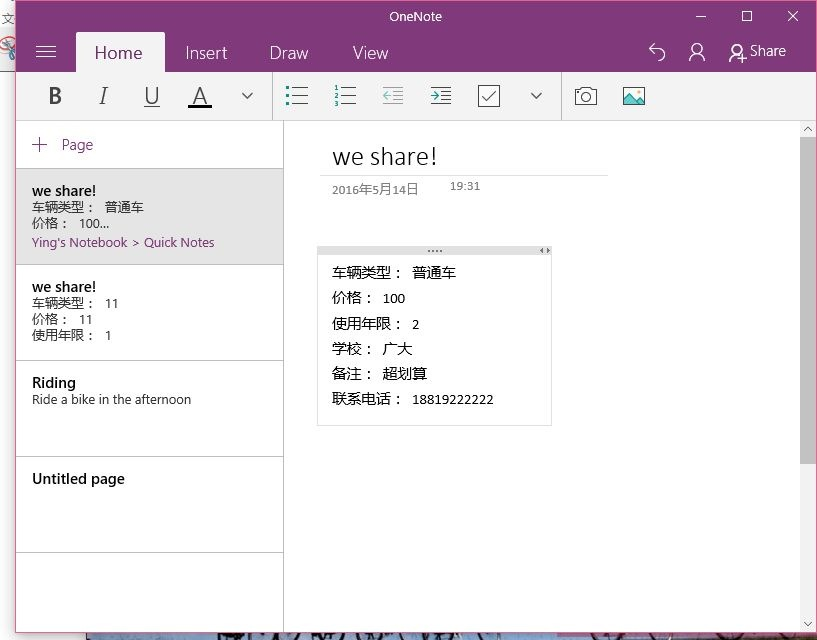 文
OneNote
Home Insert Draw View Share
B I U A
+ Page
we share!
车辆类型： 普通车
价格： 100...
Ying's Notebook > Quick Notes
we share!
车辆类型： 11
价格： 11
使用年限： 1
Riding
Ride a bike in the afternoon
Untitled page
we share!
2016年5月14日 19:31
车辆类型： 普通车
价格： 100
使用年限： 2
学校： 广大
备注： 超划算
联系电话： 18819222222